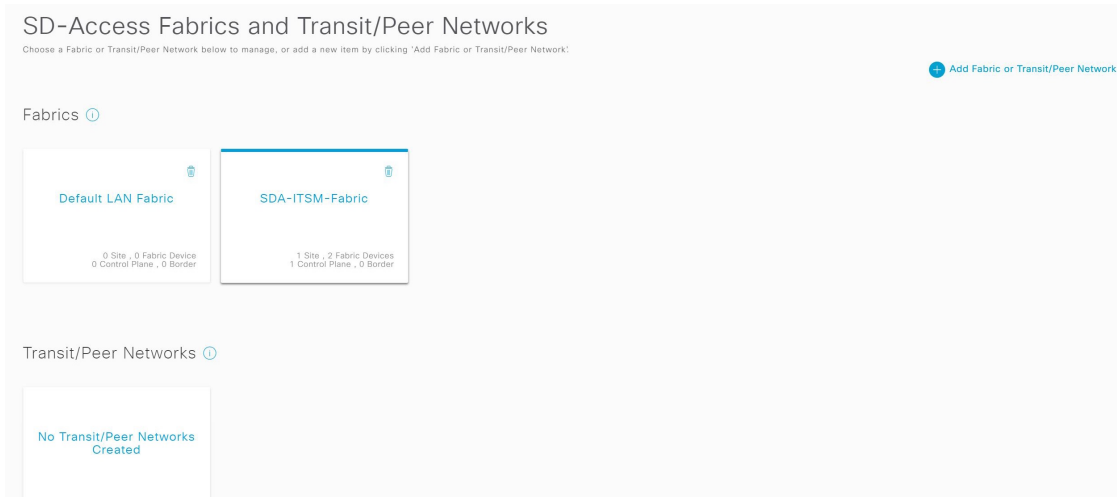 SD-Access Fabrics and Transit/Peer Networks
Choose a Fabric or Transit/Peer Network below to manage, or add a new item by clicking 'Add Fabric or Transit/Peer Network'.
Add Fabric or Transit/Peer Network
Fabrics
Default LAN Fabric
0 Site , 0 Fabric Device
0 Control Plane , 0 Border
SDA-ITSM-Fabric
1 Site , 2 Fabric Devices
1 Control Plane , 0 Border
Transit/Peer Networks
No Transit/Peer Networks
Created